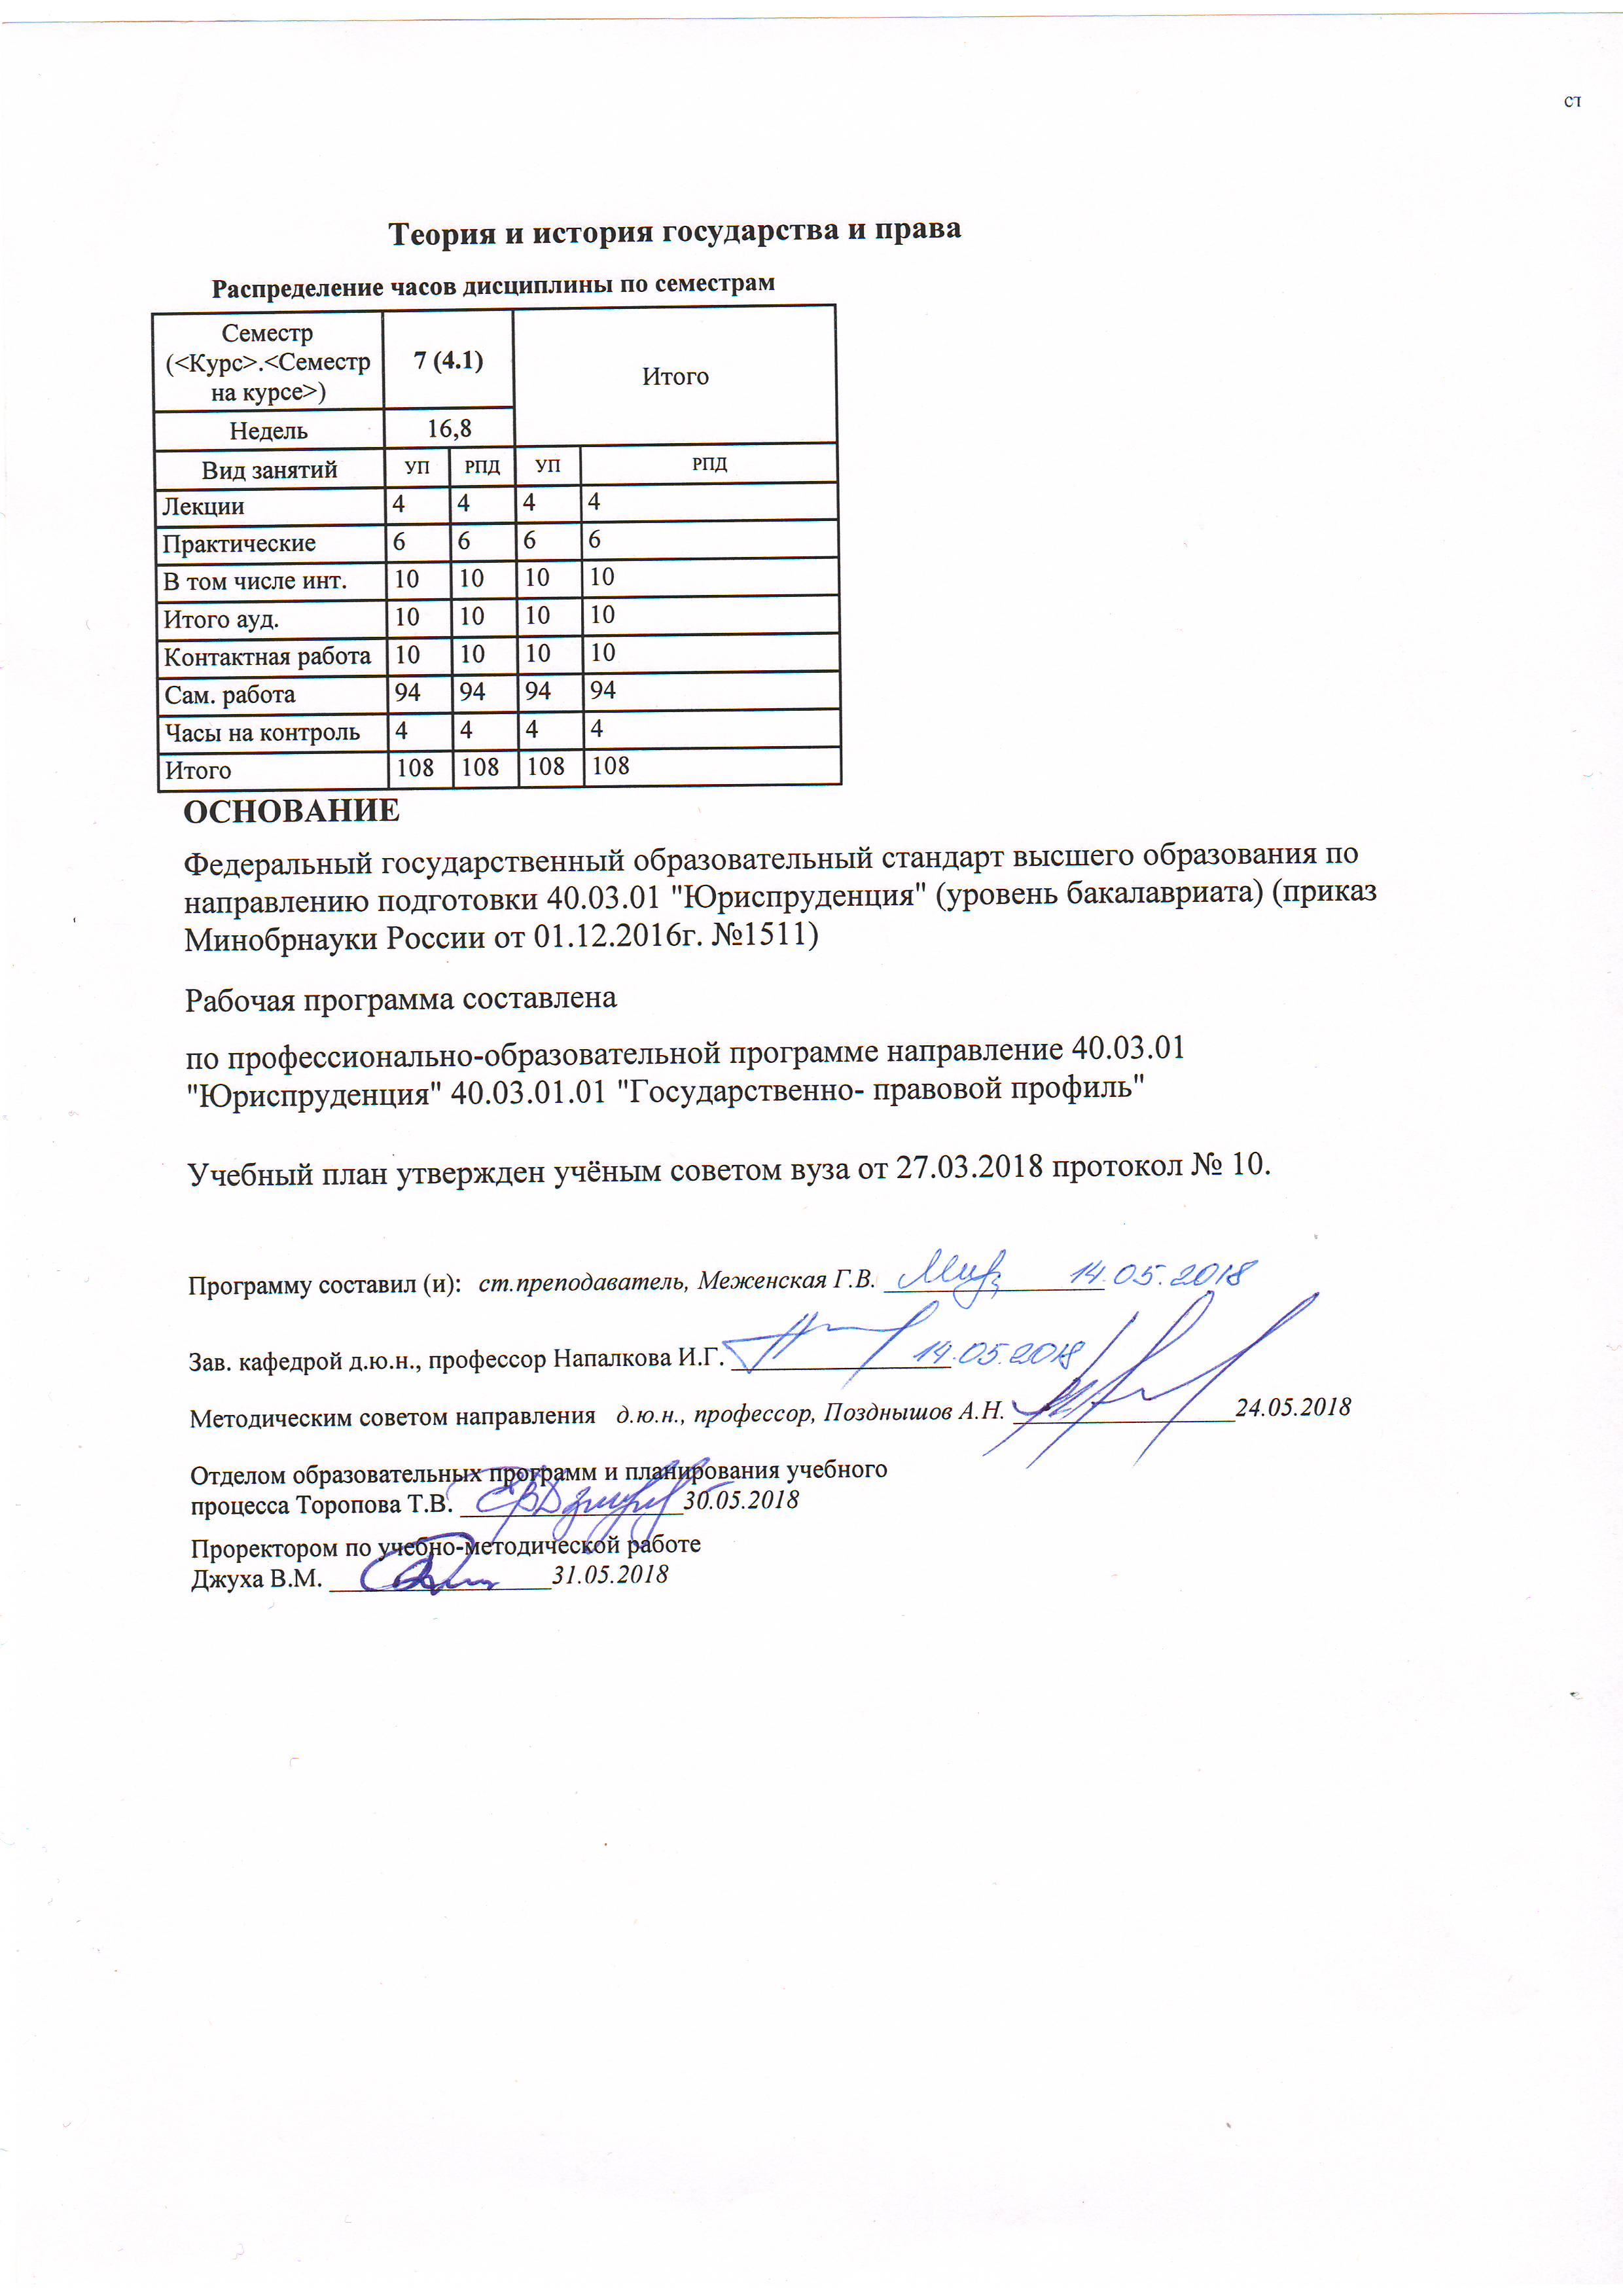 ст
Теория и история государства и права
Распределение часов дисциплины по семестрам
Семестр
(<Курс>.<Семестр
на курсе>)
7 (4.1)
Итого
Недель 16,8
Вид занятий УП РПД УП РПД
Лекции 4 4 4 4
Практические 6 6 6 6
В том числе инт. 10 10 10 10
Итого ауд. 10 10 10 10
Контактная работа 10 10 10 10
Сам. работа 94 94 94 94
Часы на контроль 4 4 4 4
Итого 108 108 108 108
ОСНОВАНИЕ
Федеральный государственный образовательный стандарт высшего образования по
направлению подготовки 40.03.01 "Юриспруденция" (уровень бакалавриата) (приказ
Минобрнауки России от 01.12.2016г. №1511)
Рабочая программа составлена
по профессионально-образовательной программе направление 40.03.01
"Юриспруденция" 40.03.01.01 "Государственно- правовой профиль"
Учебный план утвержден учёным советом вуза от 27.03.2018 протокол № 10.
Программу составил (и): ст.преподаватель, Меженская Г.В. 14.05.2018
Зав. кафедрой д.ю.н., профессор Напалкова И.Г. 14.05.2018
Методическим советом направления д.ю.н., профессор, Позднышов А.Н. 24.05.2018
Отделом образовательных программ и планирования учебного
процесса Торопова Т.В. 30.05.2018
Проректором по учебно-методической работе
Джуха В.М. 31.05.2018